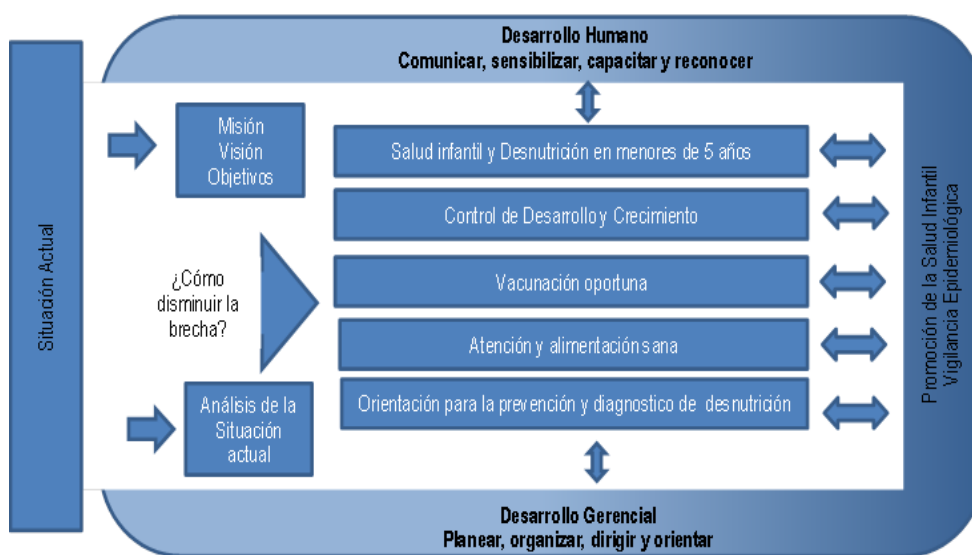 Desarrollo Humano
Comunicar, sensibilizar, capacitar y reconocer
Situación Actual
Misión
Visión
Objetivos
¿Cómo
disminuir la
brecha?
Análisis de la
Situación
actual
Salud infantil y Desnutrición en menores de 5 años
Control de Desarrollo y Crecimiento
Vacunación oportuna
Atención y alimentación sana
Orientación para la prevención y diagnostico de desnutrición
Promoción de la Salud Infantil
Vigilancia Epidemiológica
Desarrollo Gerencial
Planear, organizar, dirigir y orientar